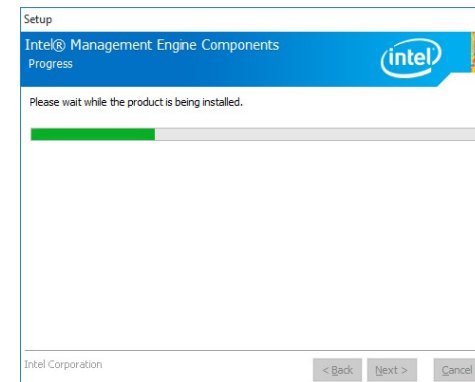 Setup
Intel® Management Engine Components
Progress
intel
Please wait while the product is being installed.
Intel Corporation
< Back Next > Cancel